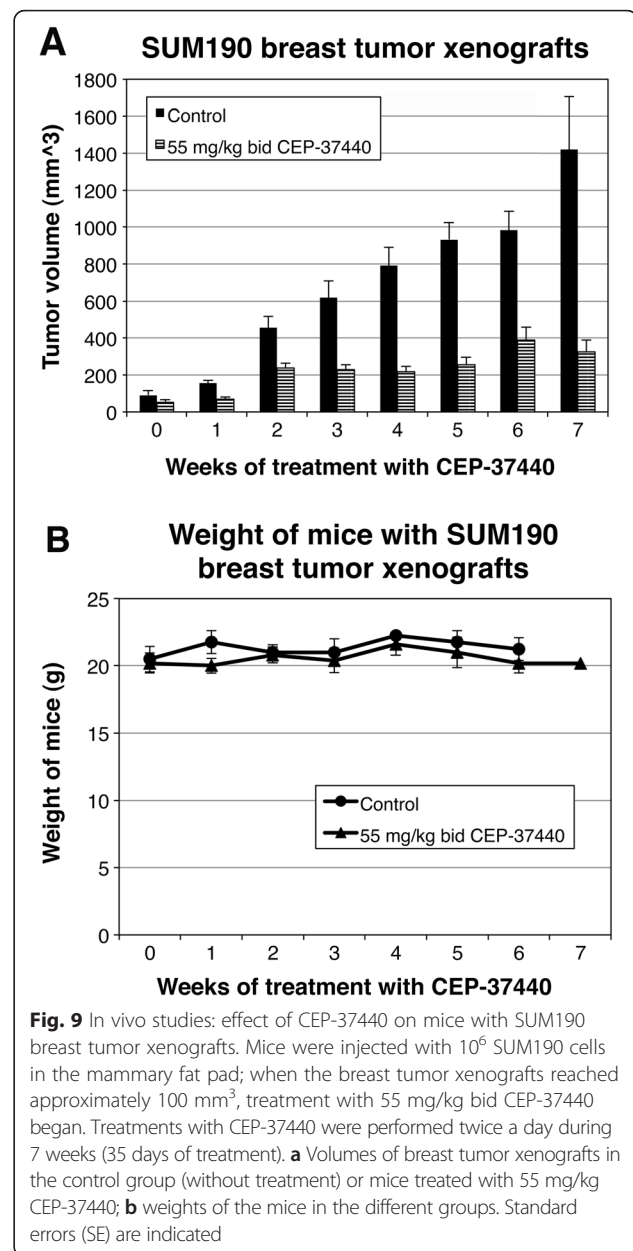 A SUM190 breast tumor xenografts
1800
1600
1400
1200
1000
800
600
400
200
0
Tumor volume (mm^3)
Control
55 mg/kg bid CEP-37440
0 1 2 3 4 5 6 7
Weeks of treatment with CEP-37440
B Weight of mice with SUM190
breast tumor xenografts
25
20
15
10
5
0
Weight of mice (g)
Control
55 mg/kg bid CEP-37440
0 1 2 3 4 5 6 7
Weeks of treatment with CEP-37440
Fig. 9 In vivo studies: effect of CEP-37440 on mice with SUM190
breast tumor xenografts. Mice were injected with 10⁶ SUM190 cells
in the mammary fat pad; when the breast tumor xenografts reached
approximately 100 mm³, treatment with 55 mg/kg bid CEP-37440
began. Treatments with CEP-37440 were performed twice a day during
7 weeks (35 days of treatment). a Volumes of breast tumor xenografts in
the control group (without treatment) or mice treated with 55 mg/kg
CEP-37440; b weights of the mice in the different groups. Standard
errors (SE) are indicated